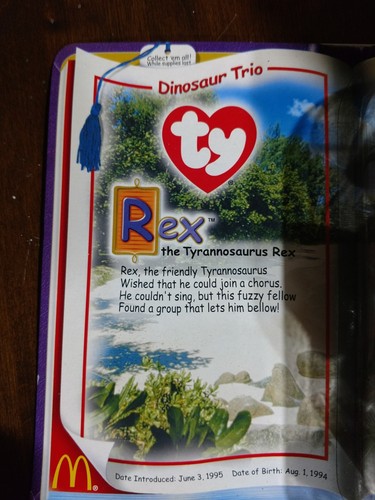 Collect 'em all!
While supplies last.
Dinosaur Trio
ty
Rex™
the Tyrannosaurus Rex
Rex, the friendly Tyrannosaurus
Wished that he could join a chorus.
He couldn't sing, but this fuzzy fellow
Found a group that lets him bellow!
Date Introduced: June 3, 1995 Date of Birth: Aug. 1, 1994
M®